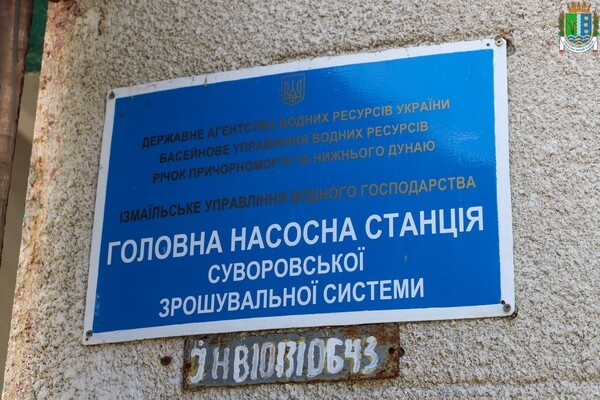 ДЕРЖАВНЕ АГЕНТСТВО ВОДНИХ РЕСУРСІВ УКРАЇНИ
БАСЕЙНОВЕ УПРАВЛІННЯ ВОДНИХ РЕСУРСІВ
РІЧОК ПРИЧОРНОМОР'Я ТА НИЖНЬОГО ДУНАЮ
ІЗМАЇЛЬСЬКЕ УПРАВЛІННЯ ВОДНОГО ГОСПОДАРСТВА
ГОЛОВНА НАСОСНА СТАНЦІЯ
СУВОРОВСЬКОЇ
ЗРОШУВАЛЬНОЇ СИСТЕМИ